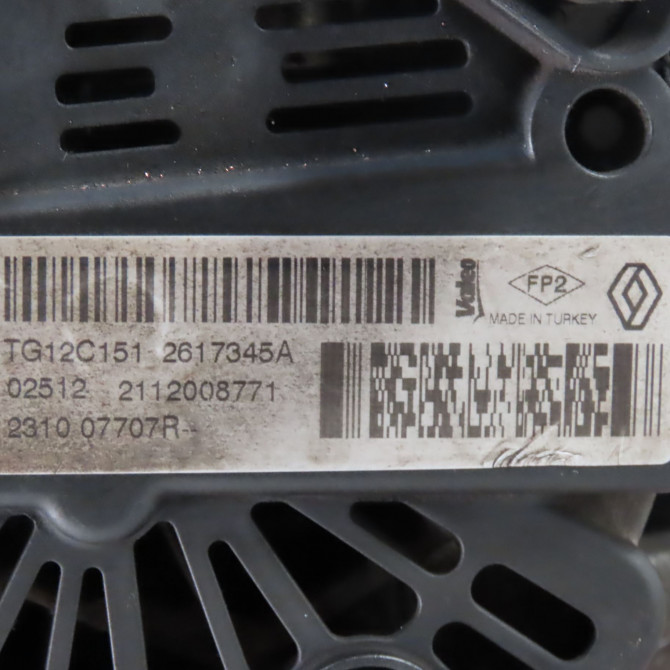 Valeo
FP2
MADE IN TURKEY
TG12C151 2617345A
02512 2112008771
2310 07707R--